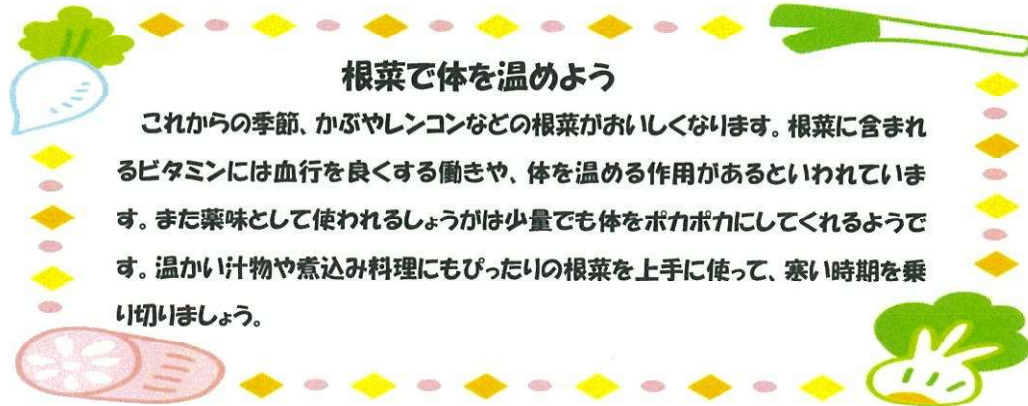 根菜で体を温めよう
これからの季節、かぶやレンコンなどの根菜がおいしくなります。根菜に含まれ
るビタミンには血行を良くする働きや、体を温める作用があるといわれていま
す。また薬味として使われるしょうがは少量でも体をポカポカにしてくれるようで
す。温かい汁物や煮込み料理にもぴったりの根菜を上手に使って、寒い時期を乗
り切りましょう。